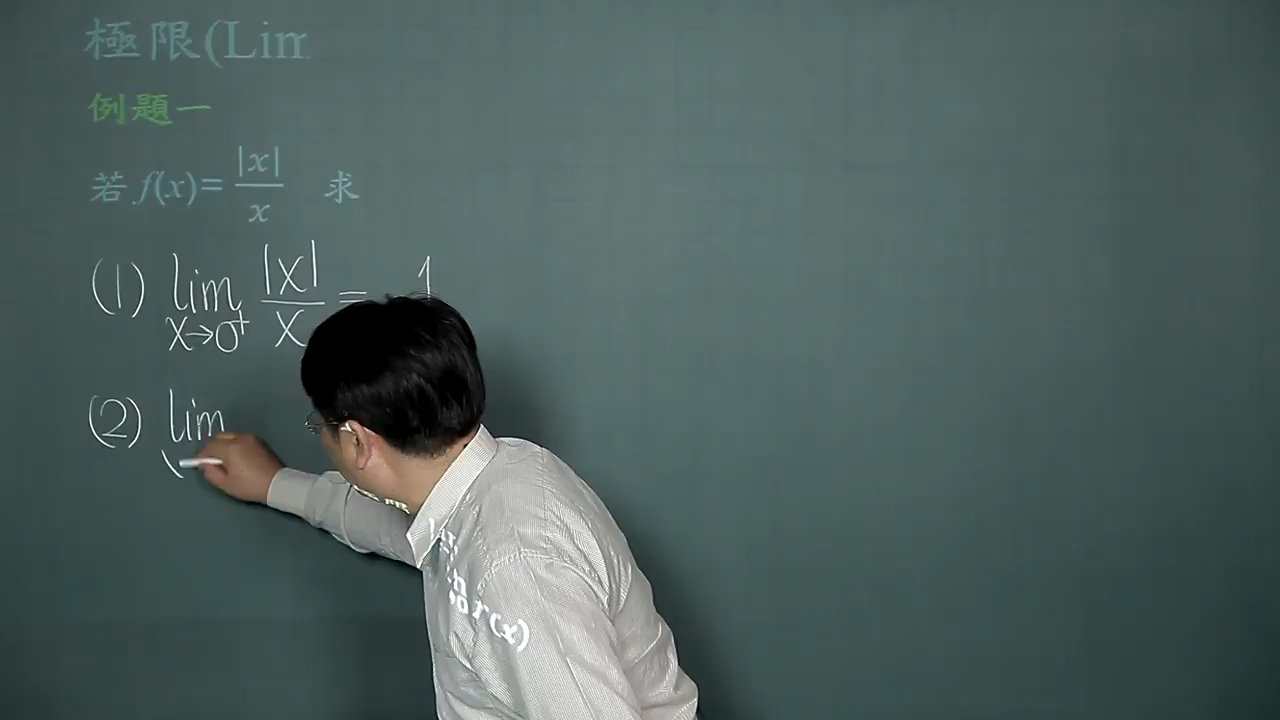 極限(Lim
例題一
若 f(x)= |x|/x 求
(1) lim x→0⁺ |x|/x = 1
(2) lim
r(x)